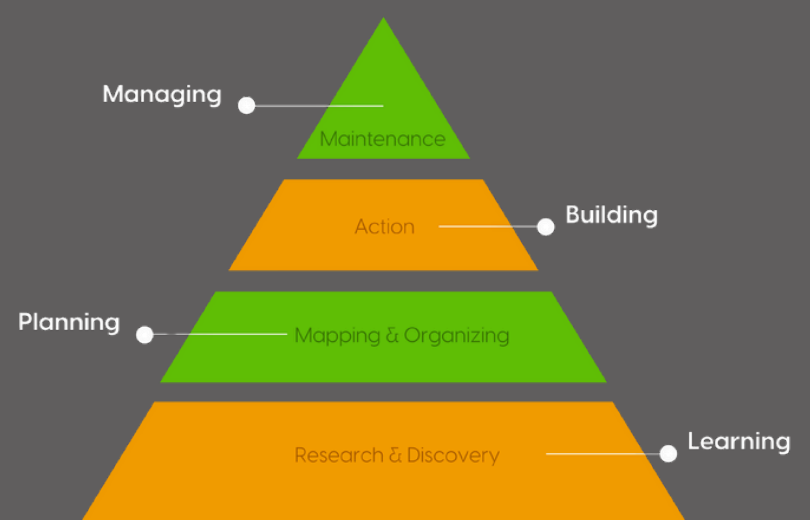 Managing
Maintenance
Action
Building
Planning
Mapping & Organizing
Research & Discovery
Learning